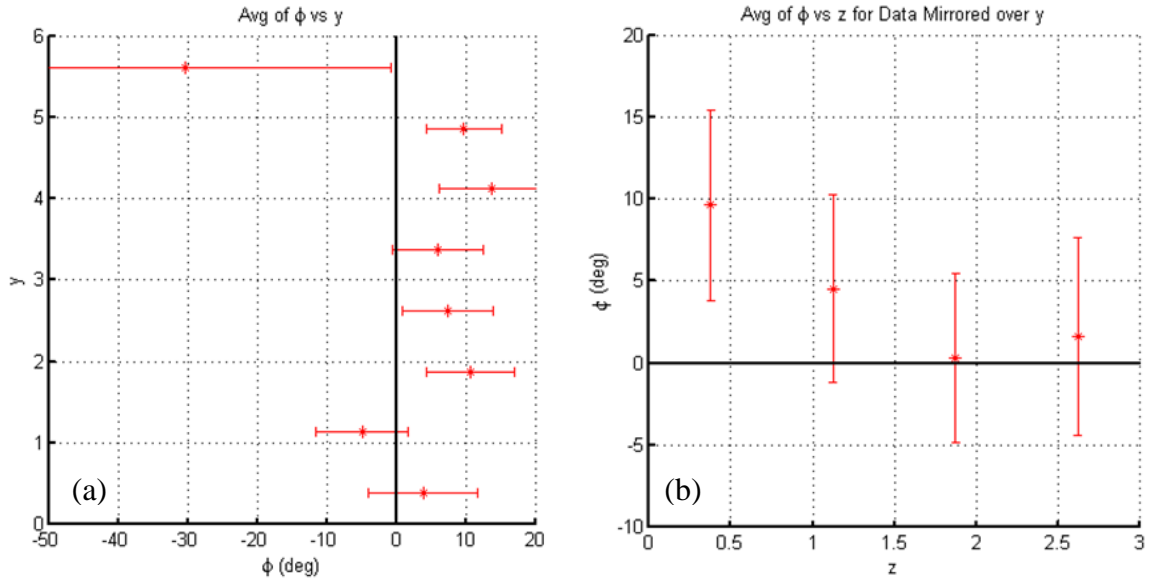 Avg of ϕ vs y
6
5
4
3
2
1
0
y
-50 -40 -30 -20 -10 0 10 20
ϕ (deg)
(a)
Avg of ϕ vs z for Data Mirrored over y
20
15
10
5
0
-5
-10
ϕ (deg)
0 0.5 1 1.5 2 2.5 3
z
(b)